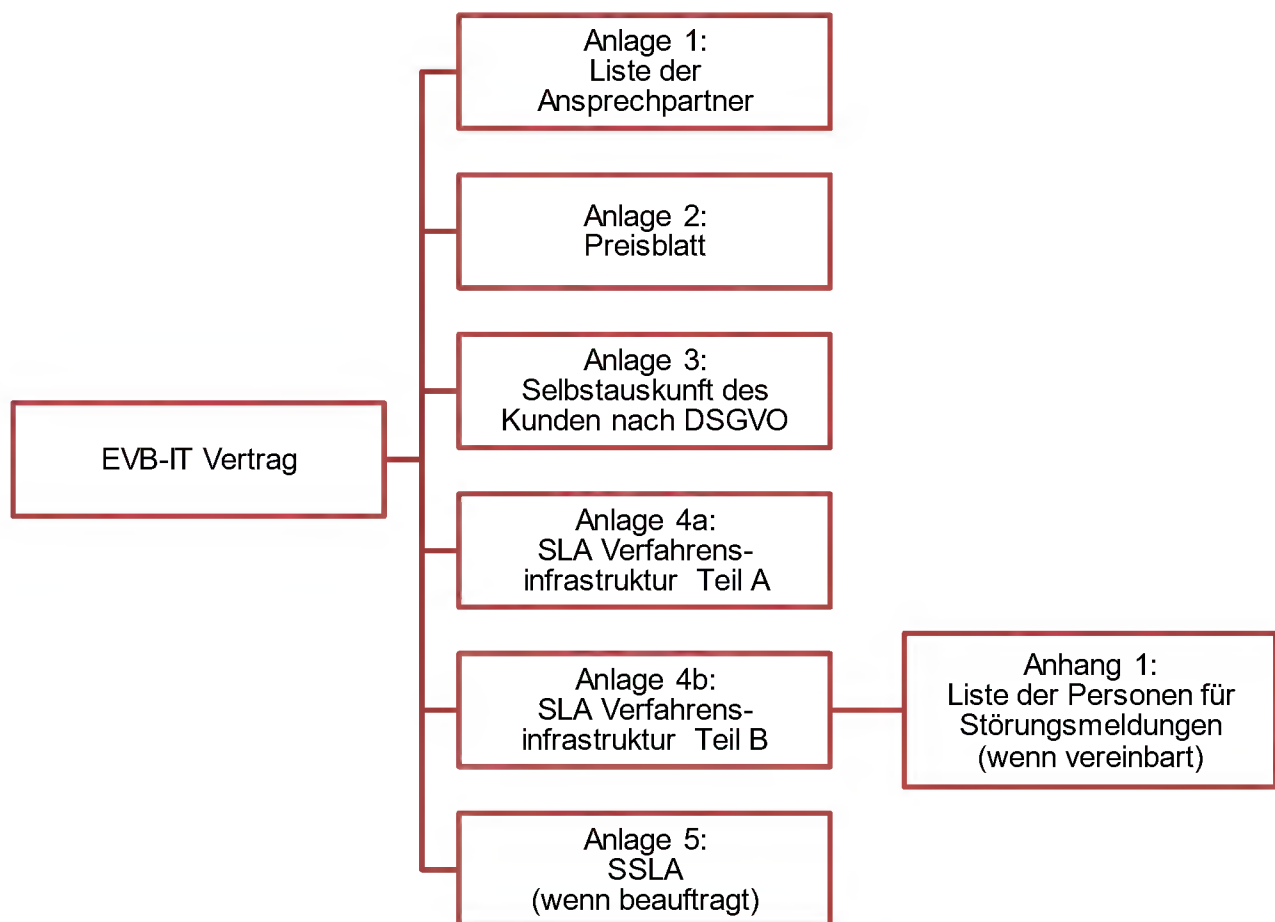 Anlage 1:
Liste der
Ansprechpartner
Anlage 2:
Preisblatt
Anlage 3:
Selbstauskunft des
Kunden nach DSGVO
EVB-IT Vertrag
Anlage 4a:
SLA Verfahrens-
infrastruktur Teil A
Anlage 4b:
SLA Verfahrens-
infrastruktur Teil B
Anhang 1:
Liste der Personen für
Störungsmeldungen
(wenn vereinbart)
Anlage 5:
SSLA
(wenn beauftragt)